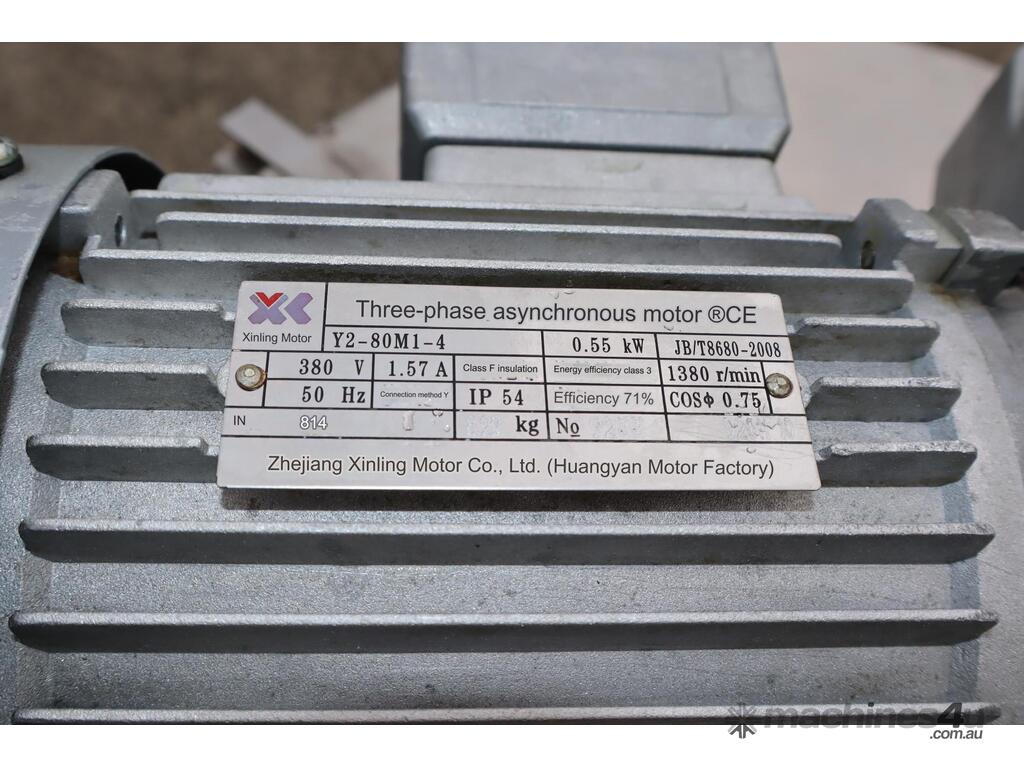 Three-phase asynchronous motor ®CE
Xinling Motor
Y2-80M1-4 0.55 kW JB/T8680-2008
380 V 1.57 A Class F insulation Energy efficiency class 3 1380 r/min
50 Hz Connection method Y IP 54 Efficiency 71% COSΦ 0.75
IN 814 kg No
Zhejiang Xinling Motor Co., Ltd. (Huangyan Motor Factory)
machines4u
.com.au